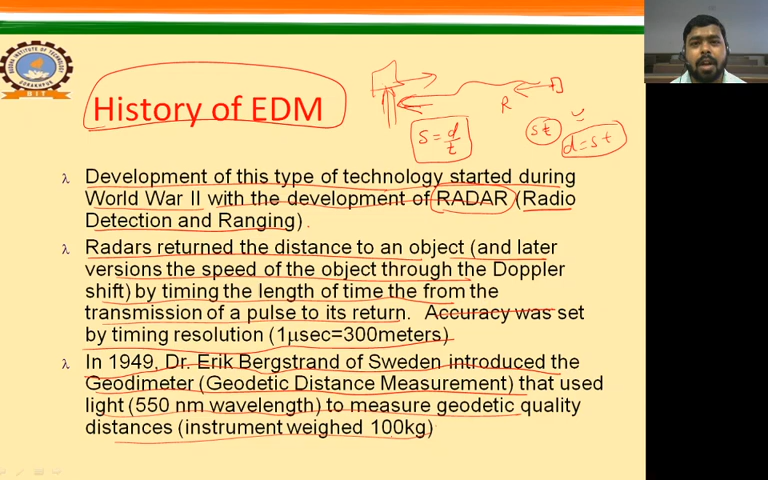 History of EDM
R
S = d/t
st
d = st
λ Development of this type of technology started during
World War II with the development of RADAR (Radio
Detection and Ranging).
λ Radars returned the distance to an object (and later
versions the speed of the object through the Doppler
shift) by timing the length of time the from the
transmission of a pulse to its return. Accuracy was set
by timing resolution (1μsec=300meters)
λ In 1949, Dr. Erik Bergstrand of Sweden introduced the
Geodimeter (Geodetic Distance Measurement) that used
light (550 nm wavelength) to measure geodetic quality
distances (instrument weighed 100kg)
BIT